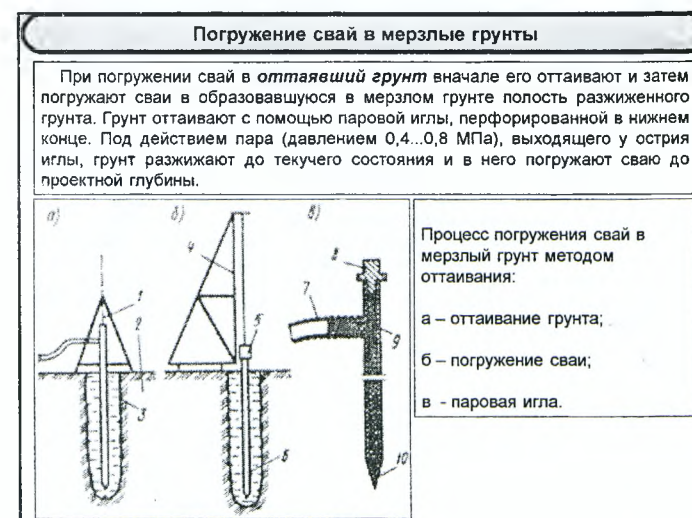 Погружение свай в мерзлые грунты
При погружении свай в оттаявший грунт вначале его оттаивают и затем
погружают сваи в образовавшуюся в мерзлом грунте полость разжиженного
грунта. Грунт оттаивают с помощью паровой иглы, перфорированной в нижнем
конце. Под действием пара (давлением 0,4...0,8 МПа), выходящего у острия
иглы, грунт разжижают до текучего состояния и в него погружают сваю до
проектной глубины.
а) б) в)
4
8
7
1
2
5
9
3
6
10
Процесс погружения свай в
мерзлый грунт методом
оттаивания:
а – оттаивание грунта;
б – погружение сваи;
в - паровая игла.